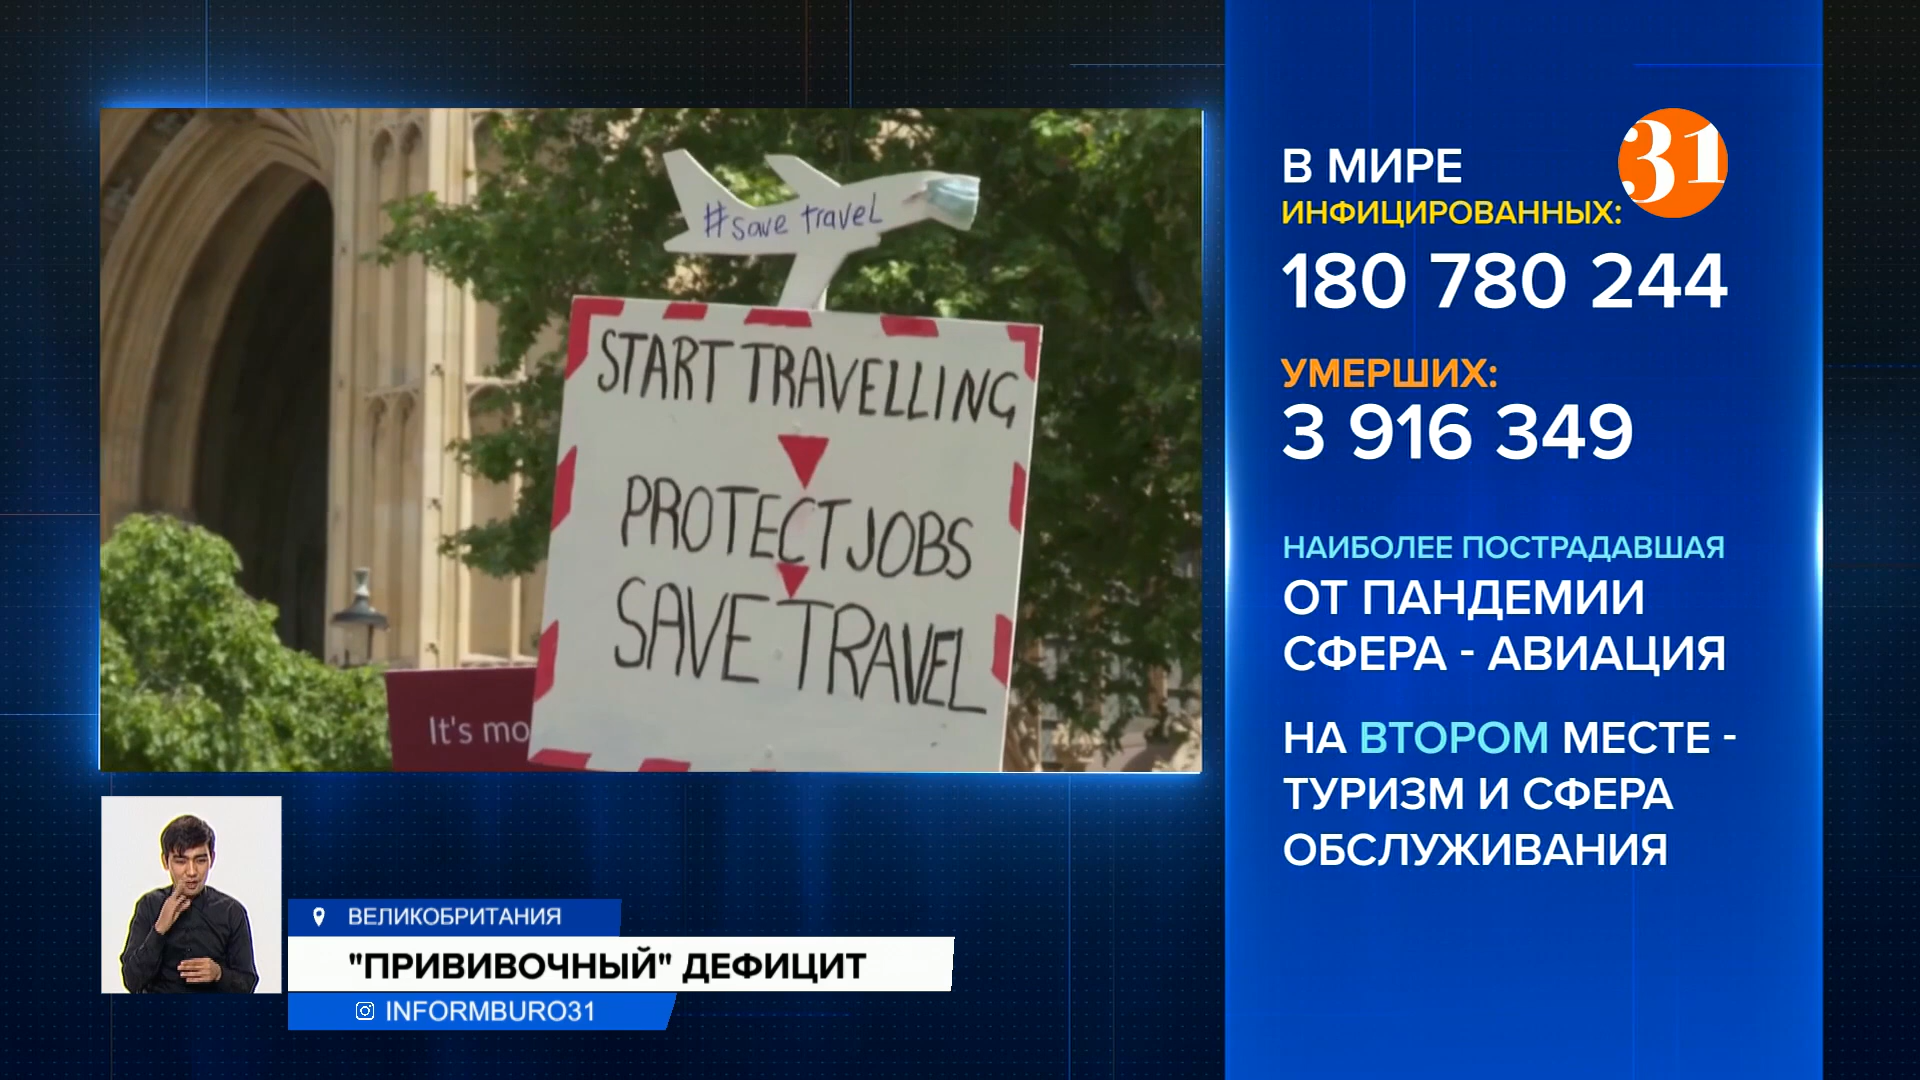 #save travel
START TRAVELLING
PROTECT JOBS
SAVE TRAVEL
It's mo
31
В МИРЕ
ИНФИЦИРОВАННЫХ:
180 780 244
УМЕРШИХ:
3 916 349
НАИБОЛЕЕ ПОСТРАДАВШАЯ
ОТ ПАНДЕМИИ
СФЕРА - АВИАЦИЯ
НА ВТОРОМ МЕСТЕ -
ТУРИЗМ И СФЕРА
ОБСЛУЖИВАНИЯ
ВЕЛИКОБРИТАНИЯ
"ПРИВИВОЧНЫЙ" ДЕФИЦИТ
INFORMBURO31